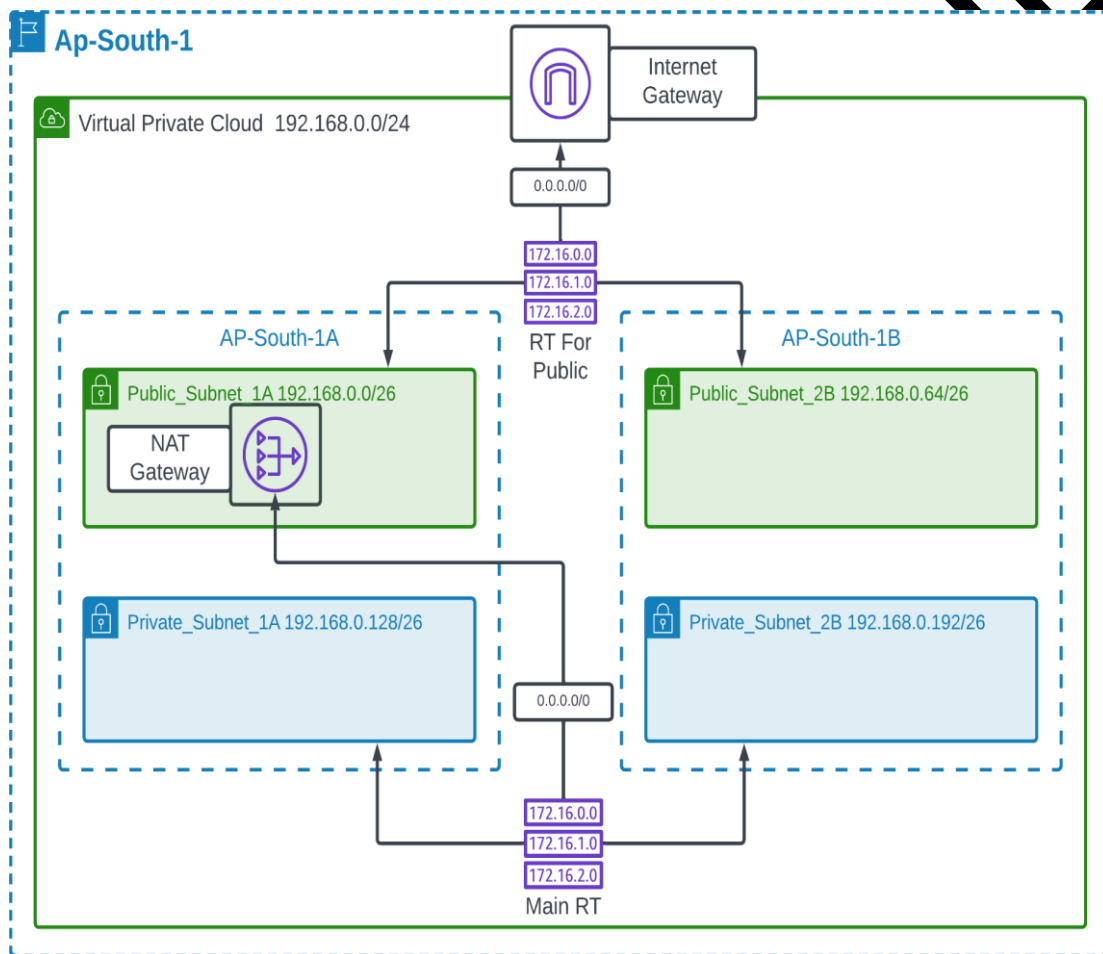 Ap-South-1
Internet
Gateway
Virtual Private Cloud 192.168.0.0/24
0.0.0.0/0
172.16.0.0
172.16.1.0
172.16.2.0
RT For
Public
AP-South-1A
AP-South-1B
Public_Subnet_1A 192.168.0.0/26
Public_Subnet_2B 192.168.0.64/26
NAT
Gateway
Private_Subnet_1A 192.168.0.128/26
Private_Subnet_2B 192.168.0.192/26
0.0.0.0/0
172.16.0.0
172.16.1.0
172.16.2.0
Main RT